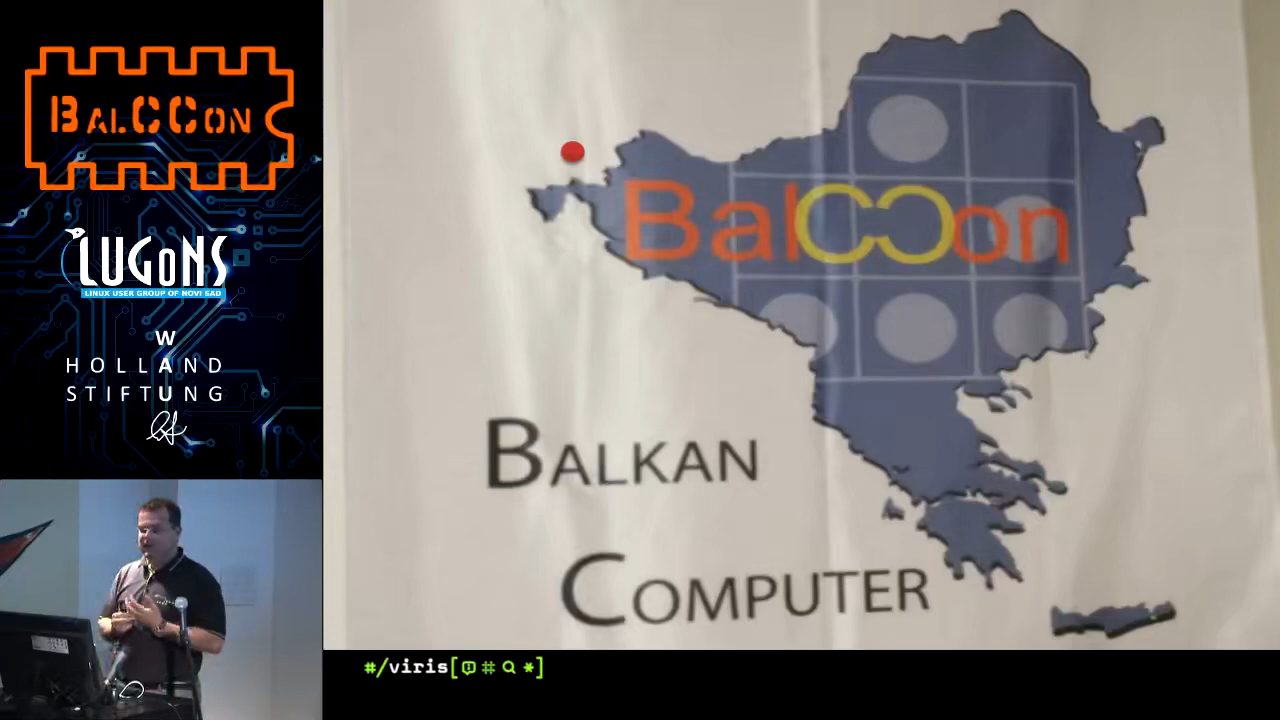 BALCCON
LUGONS
LINUX USER GROUP OF NOVI SAD
W
HOLLAND
STIFTUNG
BalCCon
BALKAN
COMPUTER
#/viris[#*]